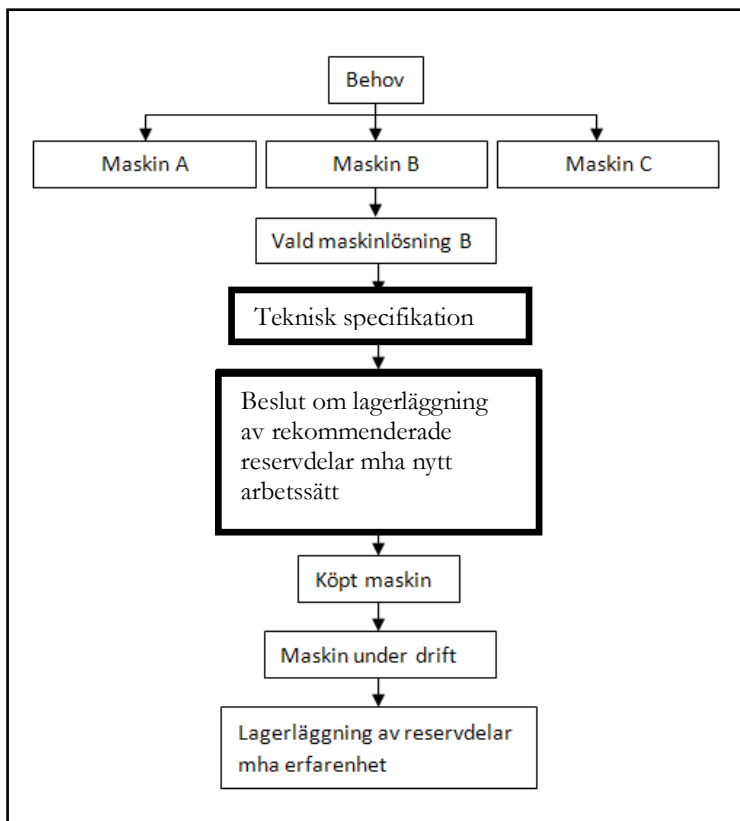 Behov
Maskin A
Maskin B
Maskin C
Vald maskinlösning B
Teknisk specifikation
Beslut om lagerläggning
av rekommenderade
reservdelar mha nytt
arbetssätt
Köpt maskin
Maskin under drift
Lagerläggning av reservdelar
mha erfarenhet